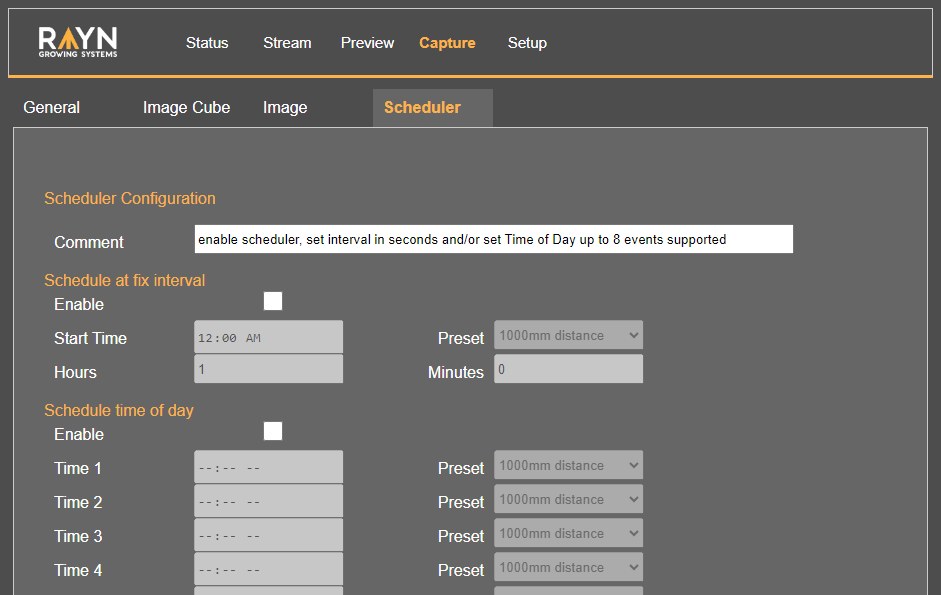 RAYN
GROWING SYSTEMS
Status Stream Preview Capture Setup
General Image Cube Image Scheduler
Scheduler Configuration
Comment enable scheduler, set interval in seconds and/or set Time of Day up to 8 events supported
Schedule at fix interval
Enable
Start Time 12:00 AM Preset 1000mm distance
Hours 1 Minutes 0
Schedule time of day
Enable
Time 1 --:-- -- Preset 1000mm distance
Time 2 --:-- -- Preset 1000mm distance
Time 3 --:-- -- Preset 1000mm distance
Time 4 --:-- -- Preset 1000mm distance